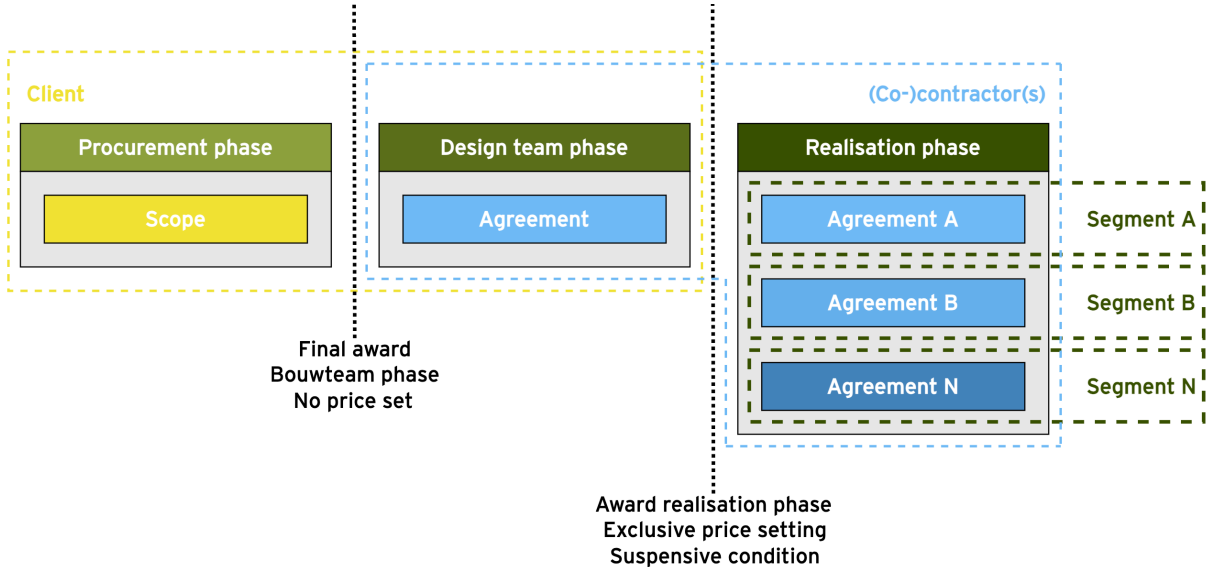 Client
(Co-)contractor(s)
Procurement phase
Design team phase
Realisation phase
Scope
Agreement
Agreement A
Segment A
Agreement B
Segment B
Agreement N
Segment N
Final award
Bouwteam phase
No price set
Award realisation phase
Exclusive price setting
Suspensive condition